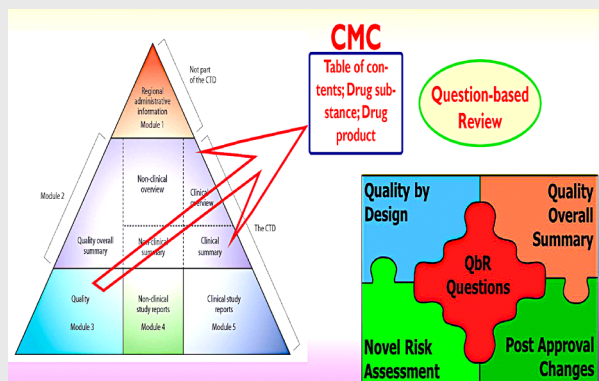 Not part
of the CTD
Regional
administrative
information
Module 1
Module 2
Non-clinical
overview
Clinical
overview
The CTD
Quality overall
summary
Non-clinical
summary
Clinical
summary
Quality
Module 3
Non-clinical
study reports
Module 4
Clinical study
reports
Module 5
CMC
Table of con-
tents; Drug sub-
stance; Drug
product
Question-based
Review
Quality by
Design
Quality
Overall
Summary
QbR
Questions
Novel Risk
Assessment
Post Approval
Changes